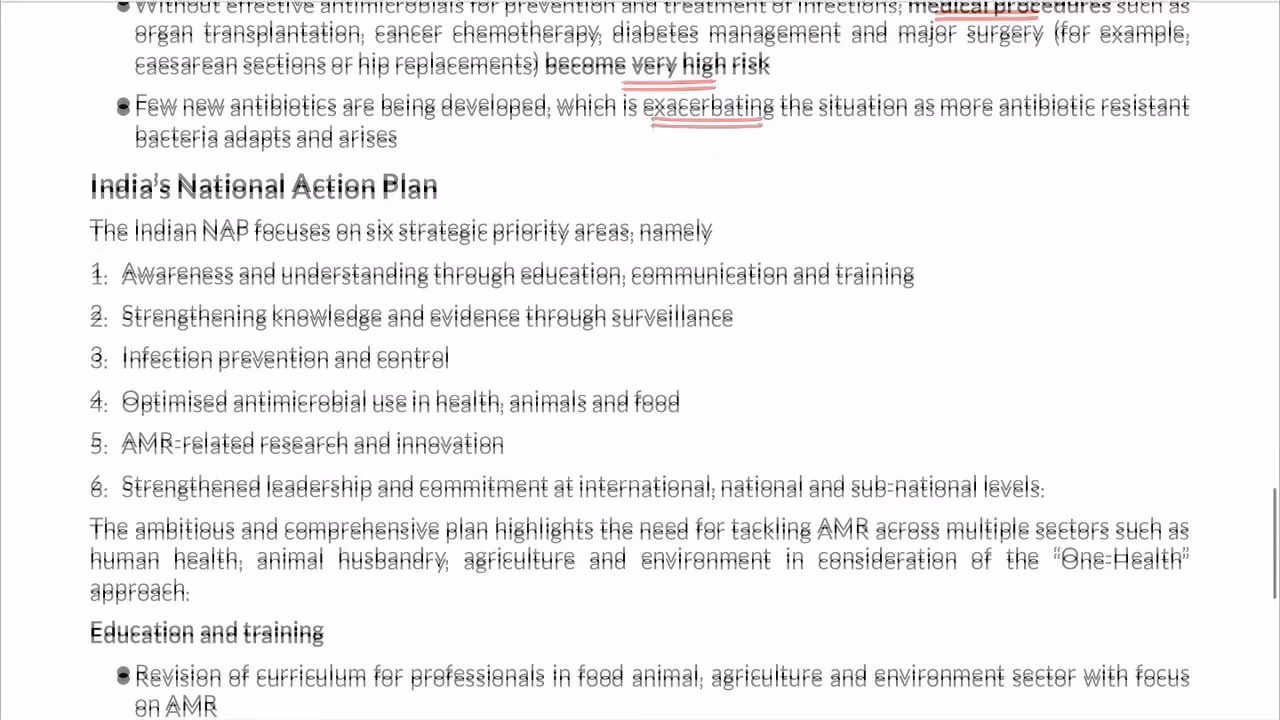 Without effective antimicrobials for prevention and treatment of infections, medical procedures such as
organ transplantation, cancer chemotherapy, diabetes management and major surgery (for example,
caesarean sections or hip replacements) become very high risk
Few new antibiotics are being developed, which is exacerbating the situation as more antibiotic resistant
bacteria adapts and arises
India's National Action Plan
The Indian NAP focuses on six strategic priority areas, namely
1. Awareness and understanding through education, communication and training
2. Strengthening knowledge and evidence through surveillance
3. Infection prevention and control
4. Optimised antimicrobial use in health, animals and food
5. AMR-related research and innovation
6. Strengthened leadership and commitment at international, national and sub-national levels.
The ambitious and comprehensive plan highlights the need for tackling AMR across multiple sectors such as
human health, animal husbandry, agriculture and environment in consideration of the "One-Health"
approach.
Education and training
Revision of curriculum for professionals in food animal, agriculture and environment sector with focus
on AMR